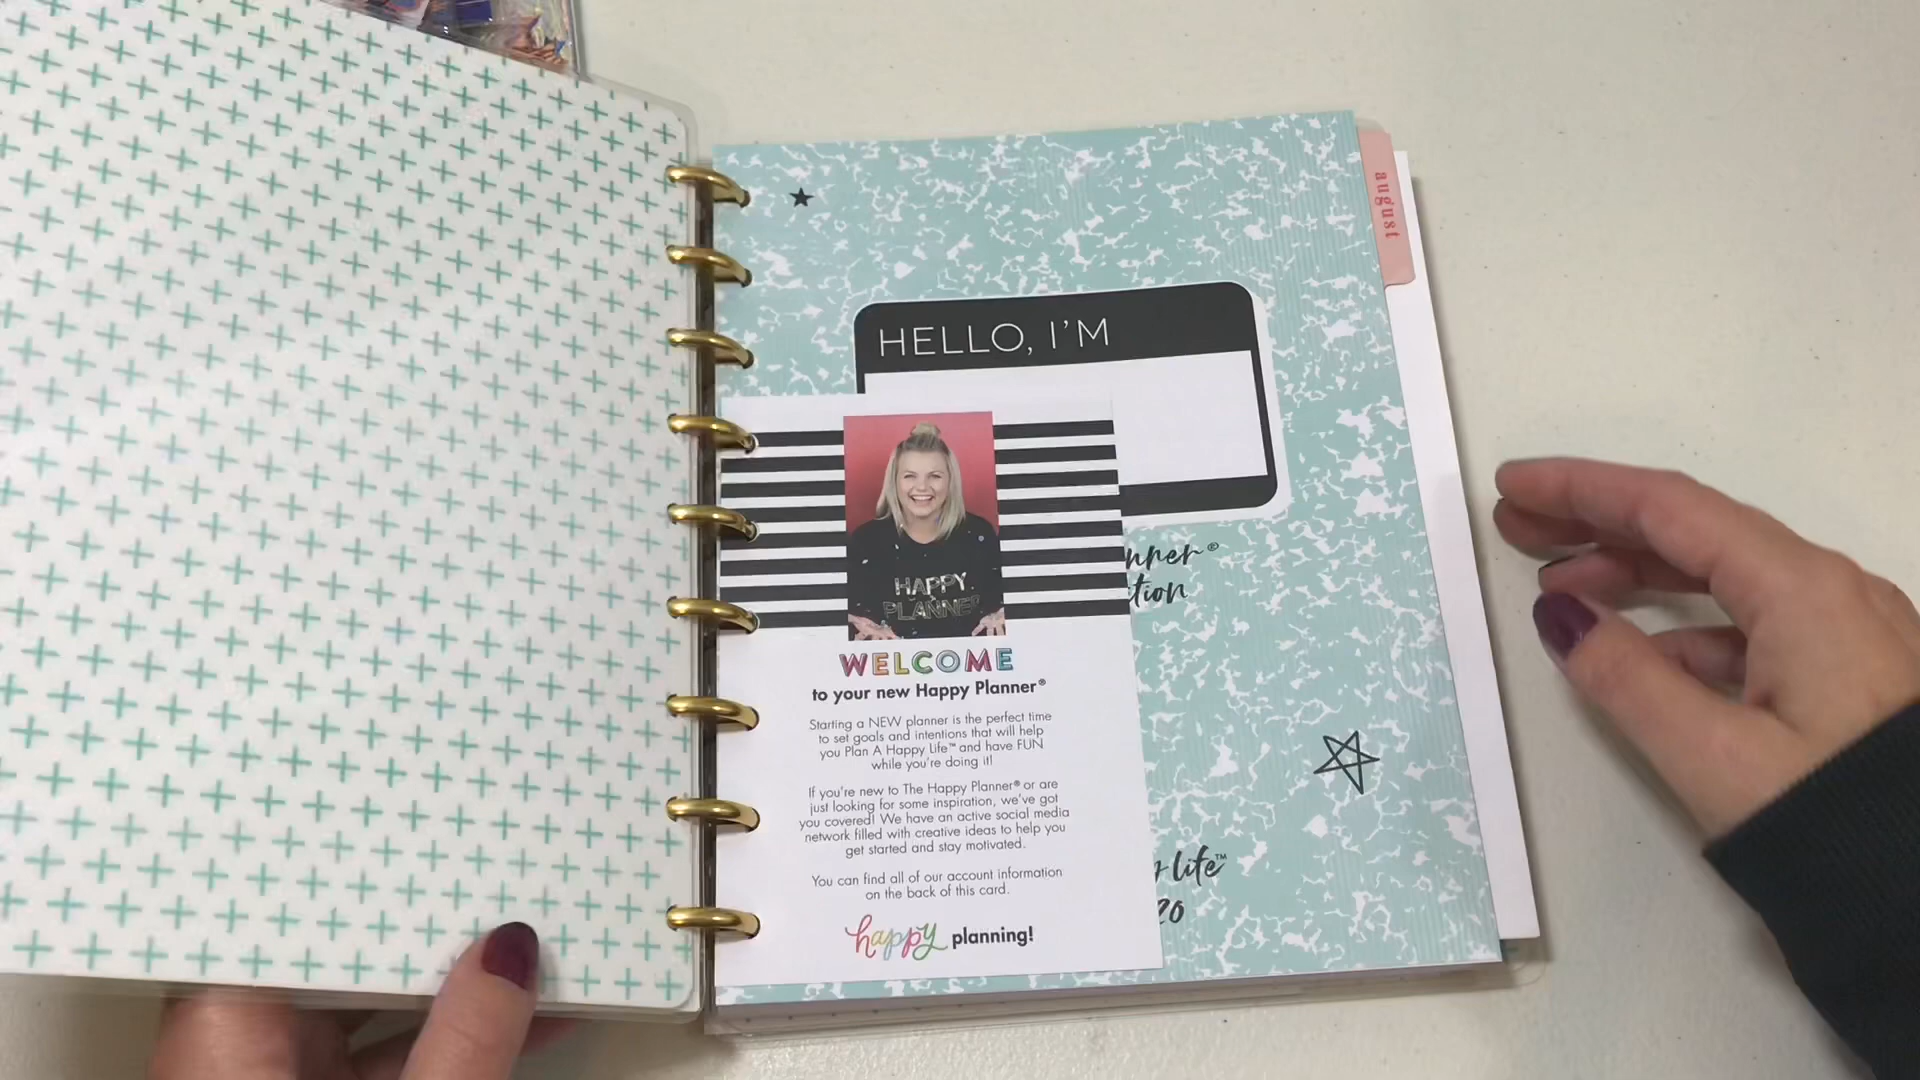 august
HELLO, I'M
HAPPY
PLANNER
WELCOME
to your new Happy Planner®
Starting a NEW planner is the perfect time
to set goals and intentions that will help
you Plan A Happy Life™ and have FUN
while you're doing it!
If you're new to The Happy Planner® or are
just looking for some inspiration, we've got
you covered! We have an active social media
network filled with creative ideas to help you
get started and stay motivated.
You can find all of our account information
on the back of this card.
happy planning!
nner®
tion
life™
20